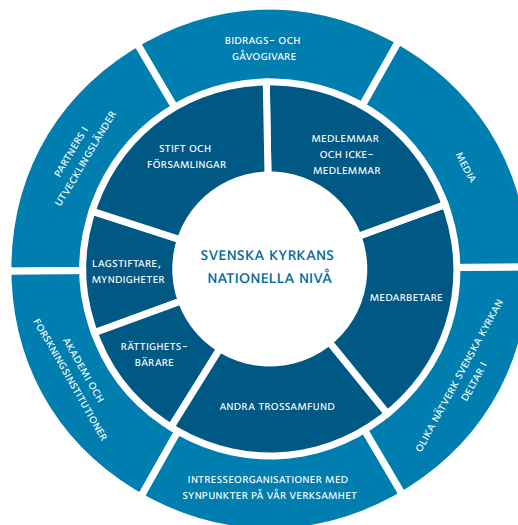 BIDRAGS- OCH
GÅVOGIVARE
PARTNERS I
UTVECKLINGSLÄNDER
STIFT OCH
FÖRSAMLINGAR
MEDLEMMAR
OCH ICKE-
MEDLEMMAR
MEDIA
SVENSKA KYRKANS
NATIONELLA NIVÅ
LAGSTIFTARE,
MYNDIGHETER
MEDARBETARE
RÄTTIGHETS-
BÄRARE
AKADEMI OCH
FORSKNINGSINSTITUTIONER
ANDRA TROSSAMFUND
OLIKA NÄTVERK SVENSKA KYRKAN
DELTAR I
INTRESSEORGANISATIONER MED
SYNPUNKTER PÅ VÅR VERKSAMHET